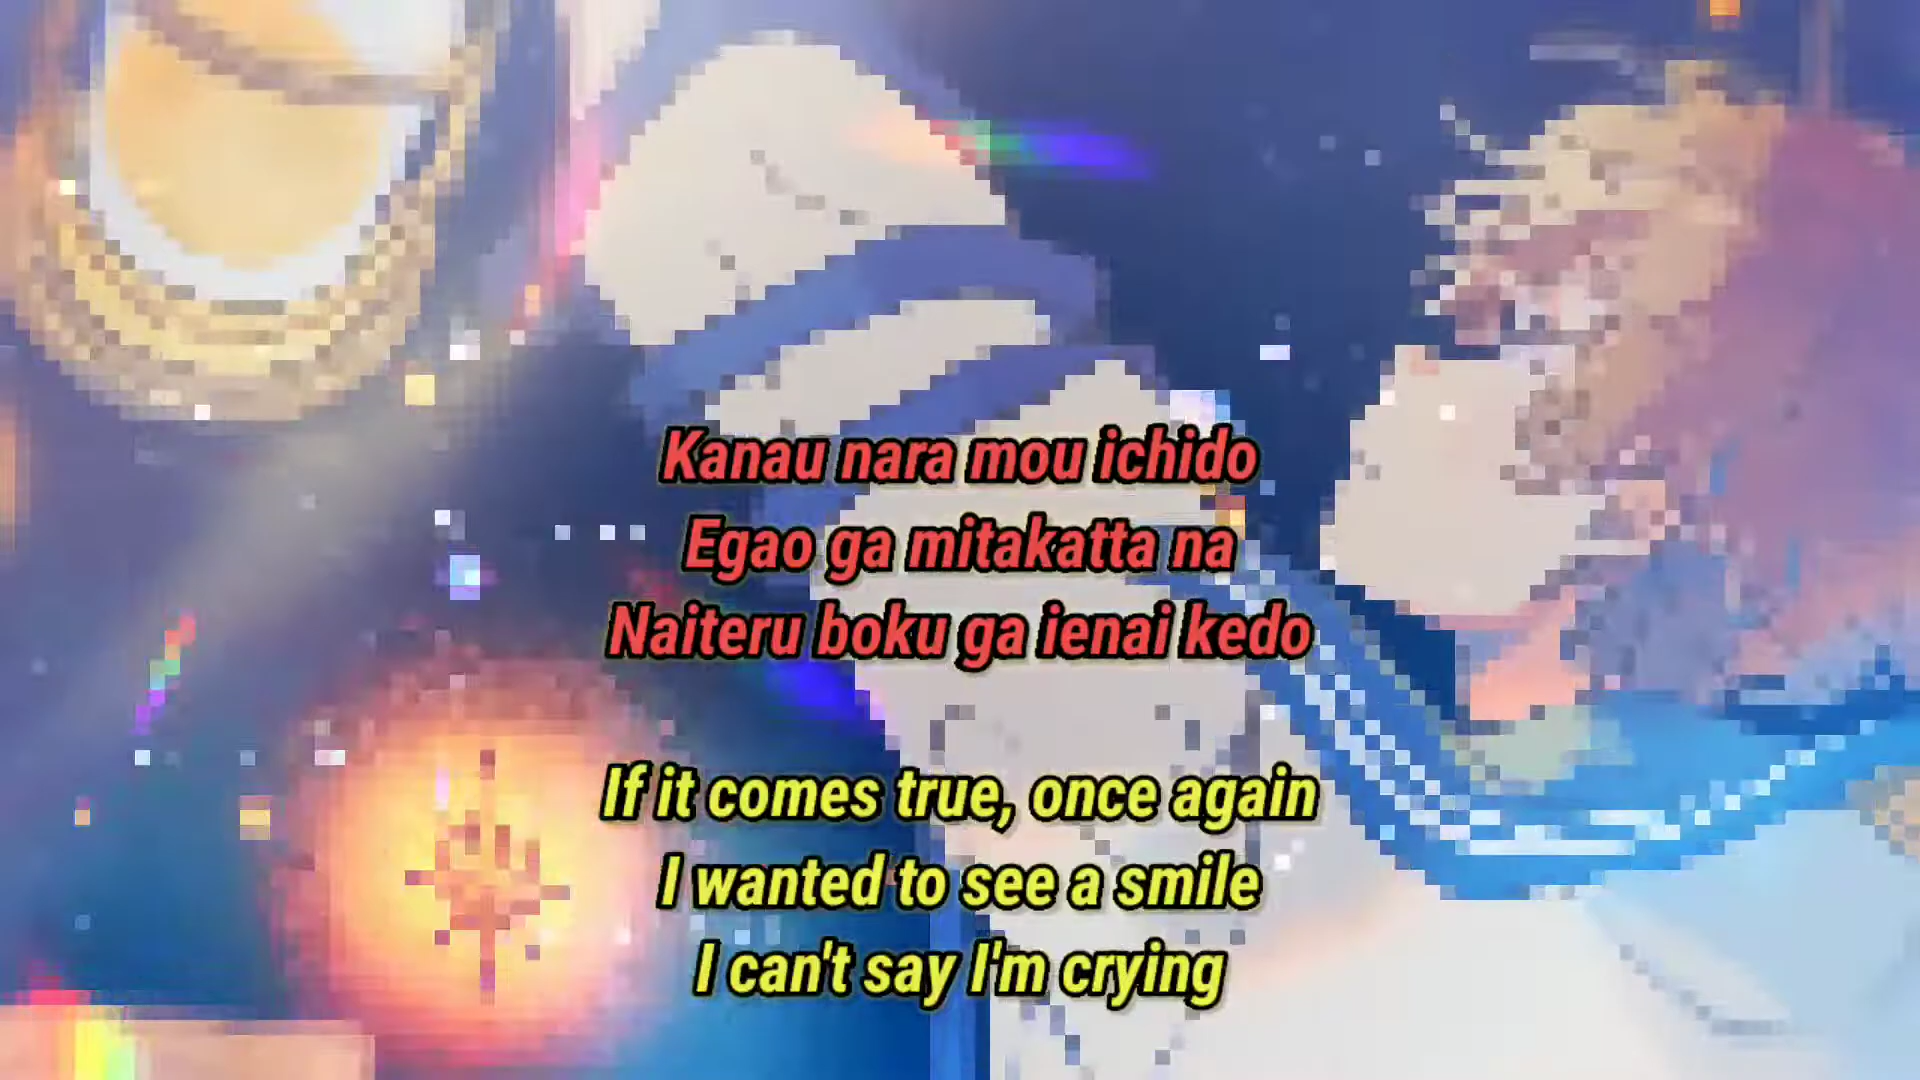 Kanau nara mou ichido
Egao ga mitakatta na
Naiteru boku ga ienai kedo
If it comes true, once again
I wanted to see a smile
I can't say I'm crying